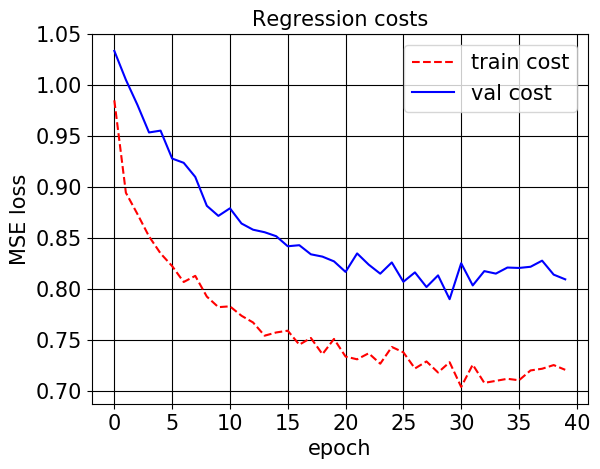 Regression costs
train cost
val cost
MSE loss
1.05
1.00
0.95
0.90
0.85
0.80
0.75
0.70
0 5 10 15 20 25 30 35 40
epoch